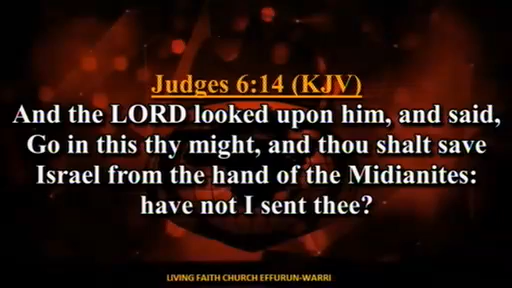 Judges 6:14 (KJV)
And the LORD looked upon him, and said,
Go in this thy might, and thou shalt save
Israel from the hand of the Midianites:
have not I sent thee?
LIVING FAITH CHURCH EFFURUN-WARRI